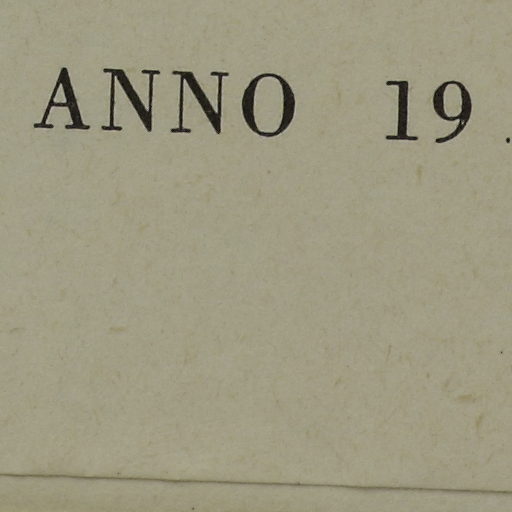 ANNO 19 .